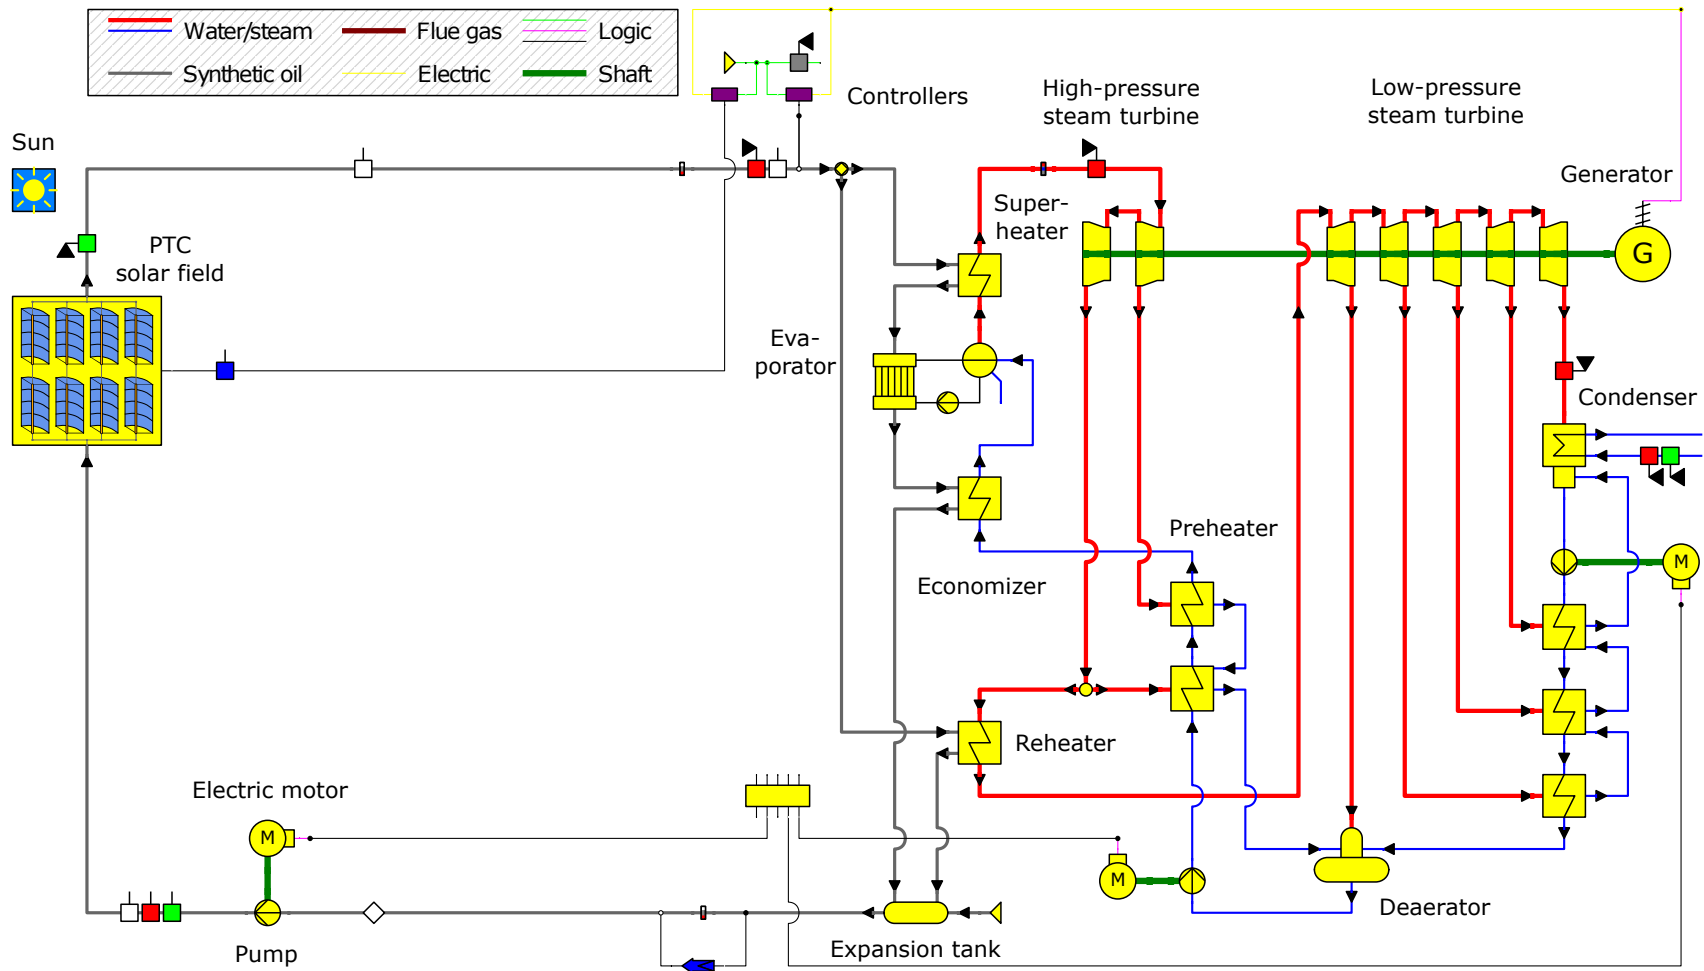 Water/steam
Flue gas
Logic
Synthetic oil
Electric
Shaft
Controllers
High-pressure
steam turbine
Low-pressure
steam turbine
Sun
Generator
Super-
heater
PTC
solar field
G
Eva-
porator
Condenser
Preheater
M
Economizer
Reheater
Electric motor
M
M
Deaerator
Pump
Expansion tank